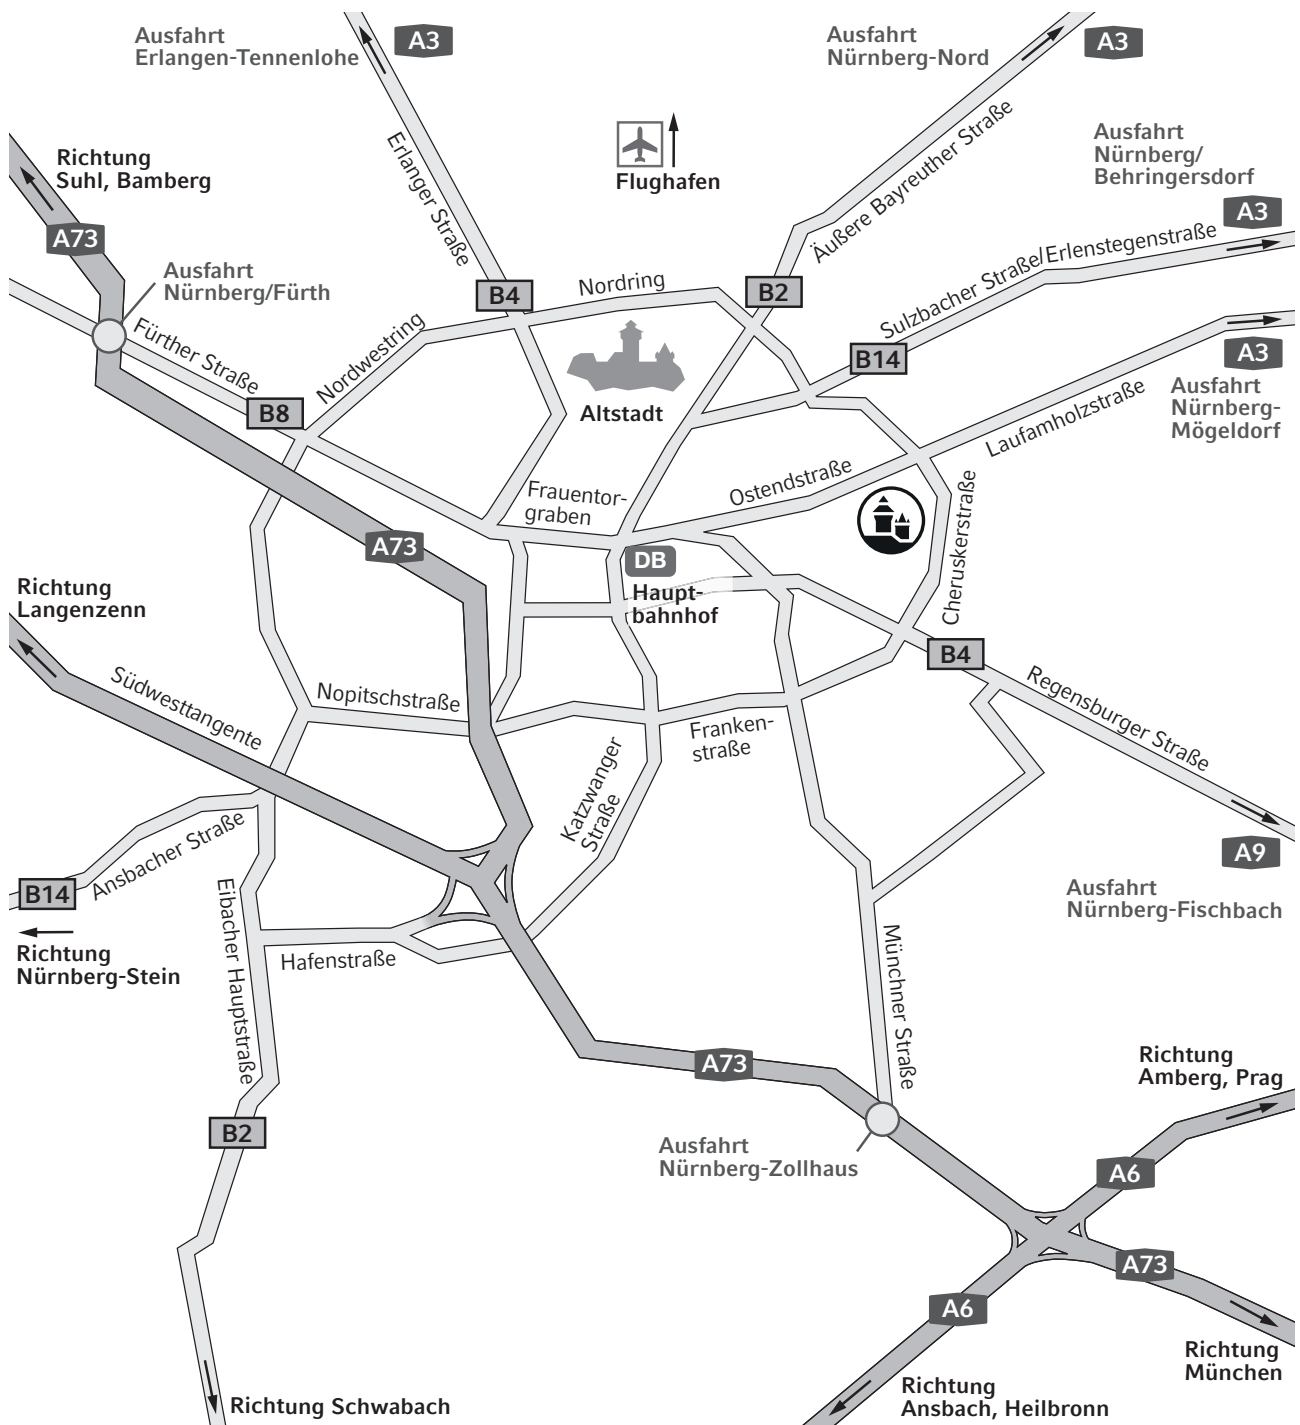 Ausfahrt
Erlangen-Tennenlohe
A3
Ausfahrt
Nürnberg-Nord
A3
Richtung
Suhl, Bamberg
Erlanger Straße
Flughafen
Äußere Bayreuther Straße
Ausfahrt
Nürnberg/
Behringersdorf
A3
A73
Ausfahrt
Nürnberg/Fürth
B4
Nordring
B2
Sulzbacher Straße/Erlenstegenstraße
Fürther Straße
Nordwestring
B14
A3
B8
Altstadt
Laufamholzstraße
Ausfahrt
Nürnberg-
Mögeldorf
Frauentor-
graben
Ostendstraße
Cheruskerstraße
A73
DB
Haupt-
bahnhof
Richtung
Langenzenn
B4
Südwesttangente
Nopitschstraße
Franken-
straße
Regensburger Straße
Katzwanger
Straße
Ansbacher Straße
A9
B14
Ausfahrt
Nürnberg-Fischbach
Richtung
Nürnberg-Stein
Eibacher Hauptstraße
Hafenstraße
Münchner Straße
A73
Richtung
Amberg, Prag
B2
Ausfahrt
Nürnberg-Zollhaus
A6
A73
A6
Richtung
München
Richtung Schwabach
Richtung
Ansbach, Heilbronn